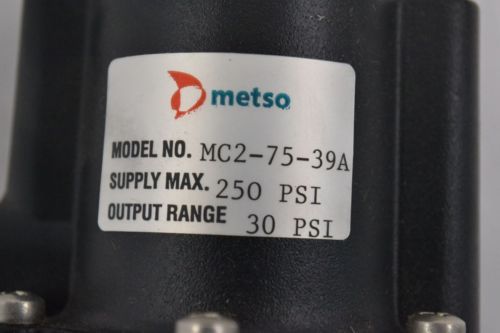 metso
MODEL NO. MC2-75-39A
SUPPLY MAX. 250 PSI
OUTPUT RANGE 30 PSI